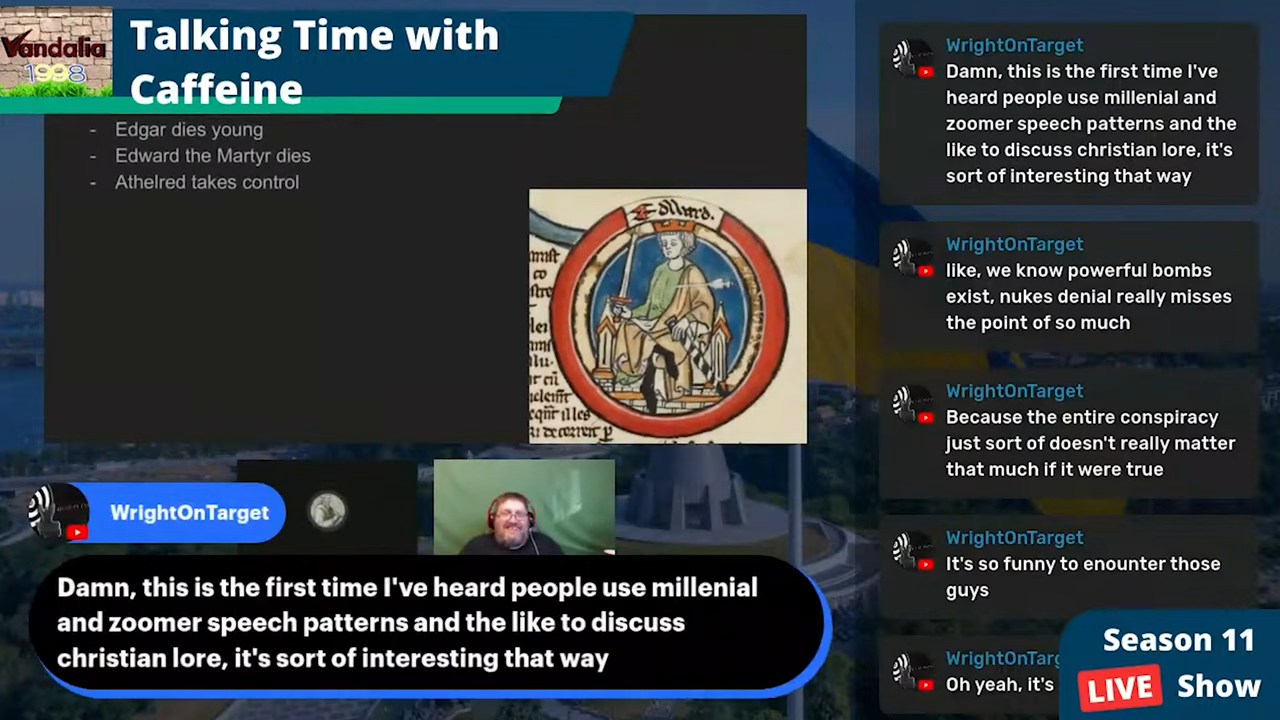 Vandalia
1998
Talking Time with
Caffeine
- Edgar dies young
- Edward the Martyr dies
- Athelred takes control
WrightOnTarget
Damn, this is the first time I've heard people use millenial
and zoomer speech patterns and the like to discuss
christian lore, it's sort of interesting that way
WrightOnTarget
Damn, this is the first time I've
heard people use millenial and
zoomer speech patterns and the
like to discuss christian lore, it's
sort of interesting that way
WrightOnTarget
like, we know powerful bombs
exist, nukes denial really misses
the point of so much
WrightOnTarget
Because the entire conspiracy
just sort of doesn't really matter
that much if it were true
WrightOnTarget
It's so funny to enounter those
guys
WrightOnTarg
Oh yeah, it's
Season 11
LIVE Show